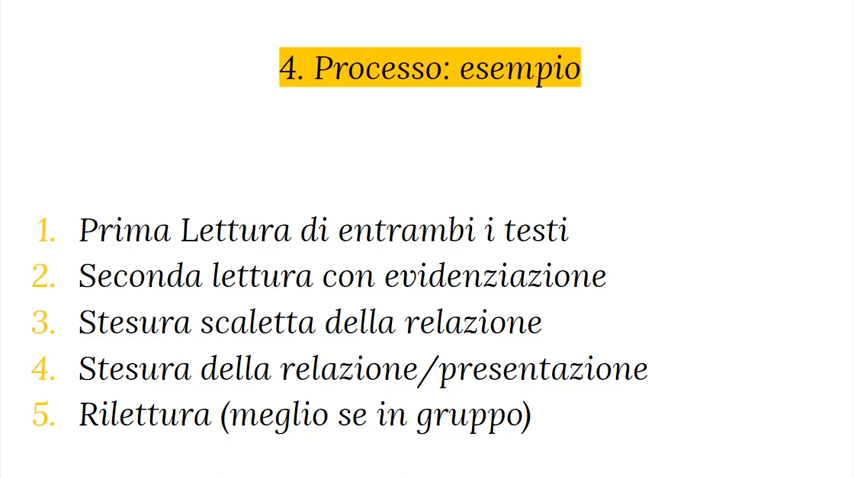 4. Processo: esempio
1. Prima Lettura di entrambi i testi
2. Seconda lettura con evidenziazione
3. Stesura scaletta della relazione
4. Stesura della relazione/presentazione
5. Rilettura (meglio se in gruppo)